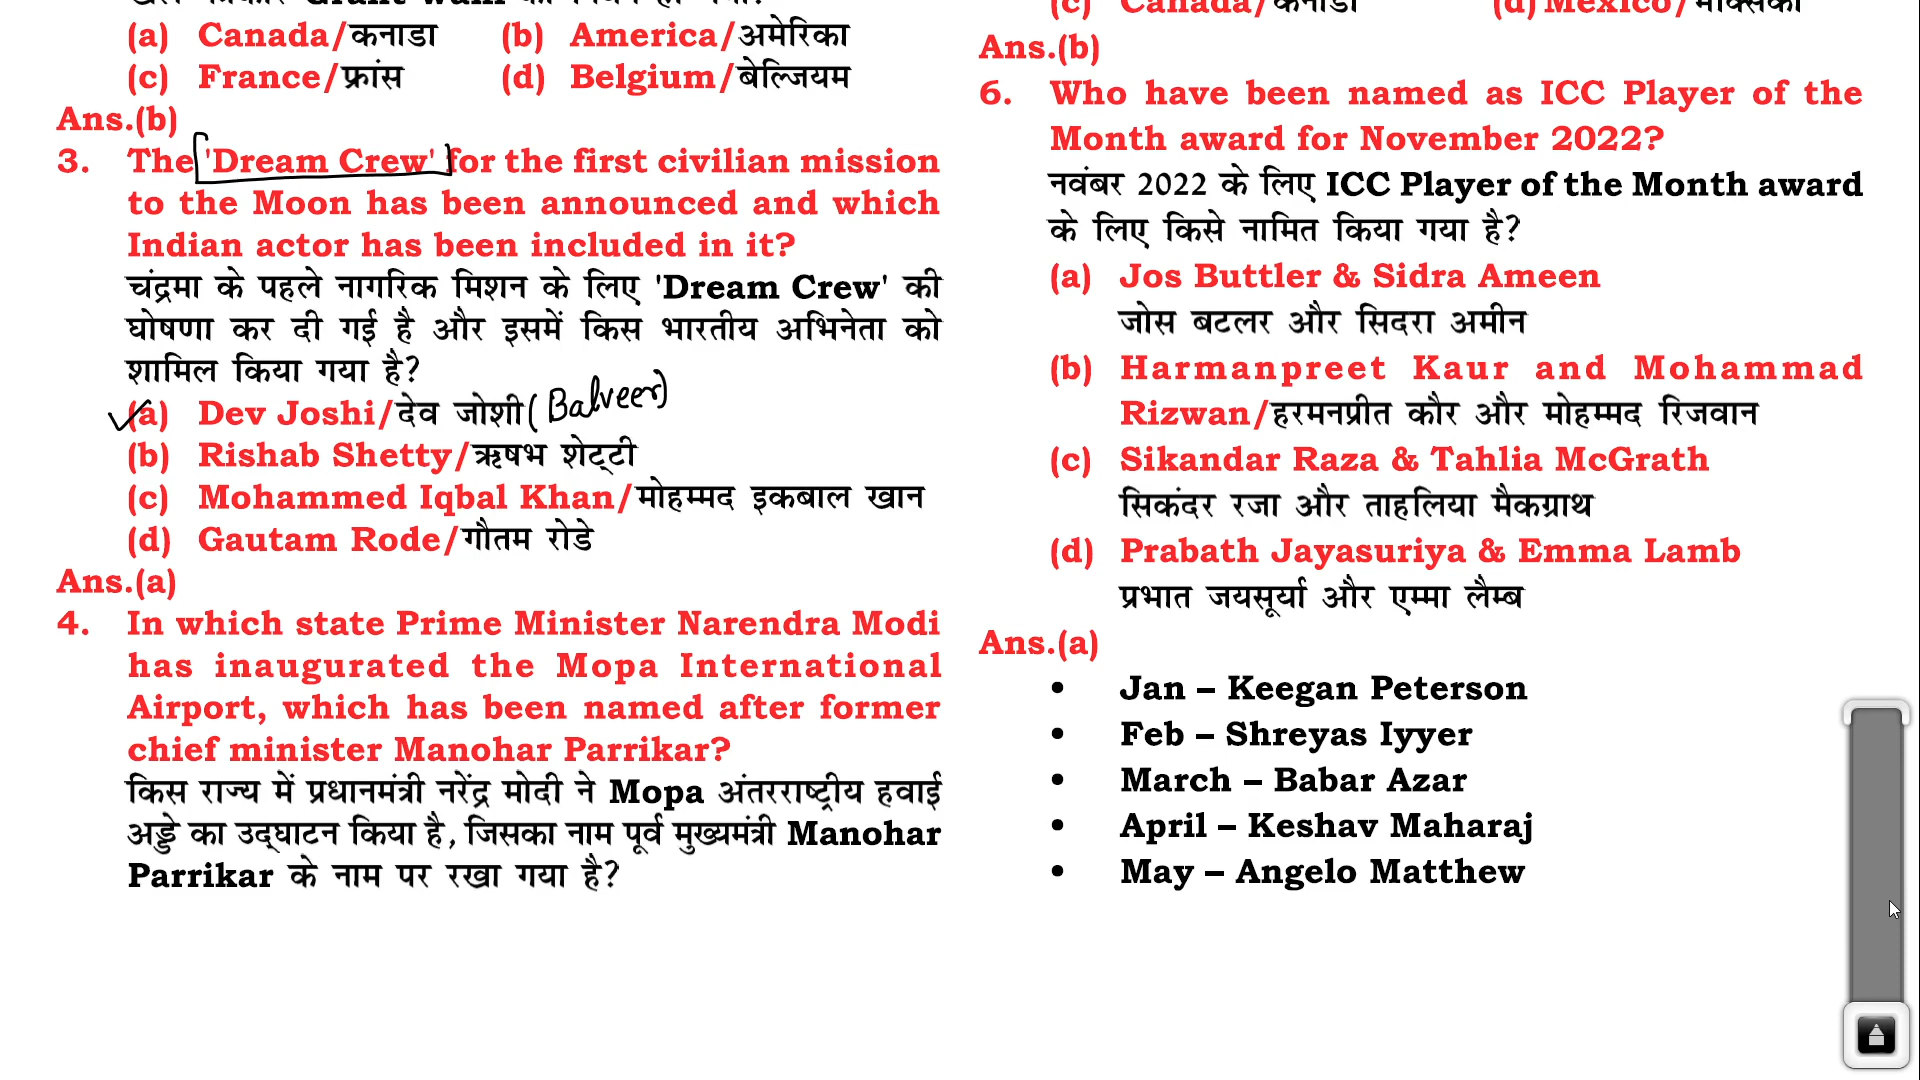 (a) Canada/कनाडा (b) America/अमेरिका
(c) France/फ्रांस (d) Belgium/बेल्जियम
Ans.(b)
3. The 'Dream Crew' for the first civilian mission
to the Moon has been announced and which
Indian actor has been included in it?
चंद्रमा के पहले नागरिक मिशन के लिए 'Dream Crew' की
घोषणा कर दी गई है और इसमें किस भारतीय अभिनेता को
शामिल किया गया है?
(a) Dev Joshi/देव जोशी (Balveer)
(b) Rishab Shetty/ऋषभ शेट्टी
(c) Mohammed Iqbal Khan/मोहम्मद इकबाल खान
(d) Gautam Rode/गौतम रोडे
Ans.(a)
4. In which state Prime Minister Narendra Modi
has inaugurated the Mopa International
Airport, which has been named after former
chief minister Manohar Parrikar?
किस राज्य में प्रधानमंत्री नरेंद्र मोदी ने Mopa अंतरराष्ट्रीय हवाई
अड्डे का उद्घाटन किया है, जिसका नाम पूर्व मुख्यमंत्री Manohar
Parrikar के नाम पर रखा गया है?
(c) Canada/कनाडा (d) Mexico/मैक्सिको
Ans.(b)
6. Who have been named as ICC Player of the
Month award for November 2022?
नवंबर 2022 के लिए ICC Player of the Month award
के लिए किसे नामित किया गया है?
(a) Jos Buttler & Sidra Ameen
जोस बटलर और सिदरा अमीन
(b) Harmanpreet Kaur and Mohammad
Rizwan/हरमनप्रीत कौर और मोहम्मद रिजवान
(c) Sikandar Raza & Tahlia McGrath
सिकंदर रजा और ताहलिया मैकग्राथ
(d) Prabath Jayasuriya & Emma Lamb
प्रभात जयसूर्या और एम्मा लैम्ब
Ans.(a)
• Jan – Keegan Peterson
• Feb – Shreyas Iyyer
• March – Babar Azar
• April – Keshav Maharaj
• May – Angelo Matthew